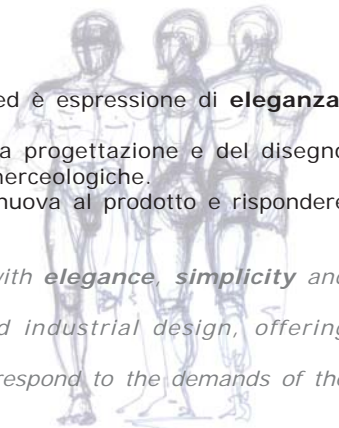 ed è espressione di eleganza,
a progettazione e del disegno
merceologiche.
nuova al prodotto e rispondere
with elegance, simplicity and
d industrial design, offering
respond to the demands of the